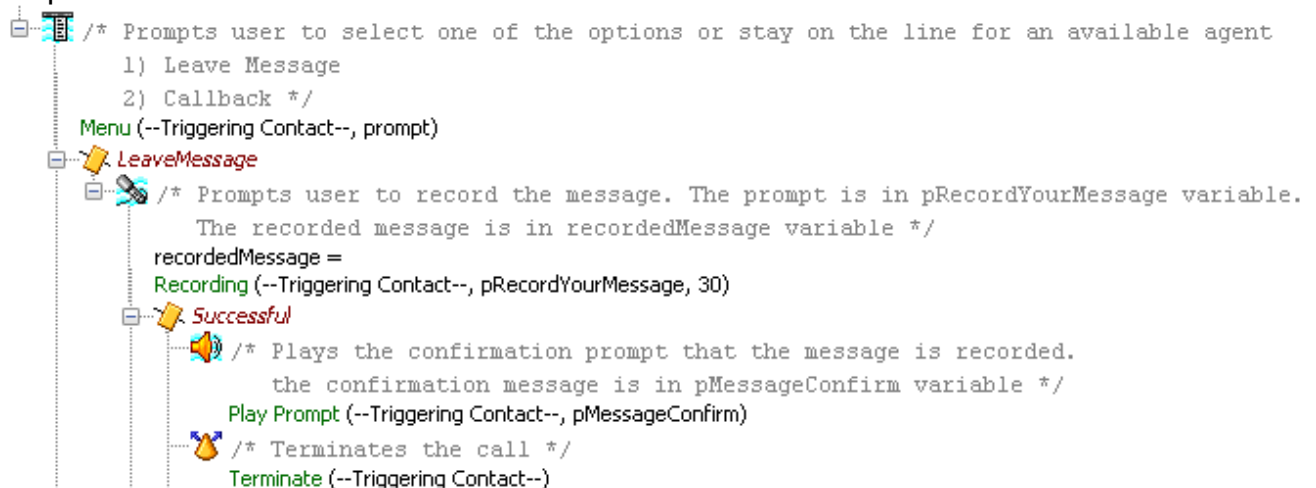 /* Prompts user to select one of the options or stay on the line for an available agent
1) Leave Message
2) Callback */
Menu (--Triggering Contact--, prompt)
LeaveMessage
/* Prompts user to record the message. The prompt is in pRecordYourMessage variable.
The recorded message is in recordedMessage variable */
recordedMessage =
Recording (--Triggering Contact--, pRecordYourMessage, 30)
Successful
/* Plays the confirmation prompt that the message is recorded.
the confirmation message is in pMessageConfirm variable */
Play Prompt (--Triggering Contact--, pMessageConfirm)
/* Terminates the call */
Terminate (--Triggering Contact--)